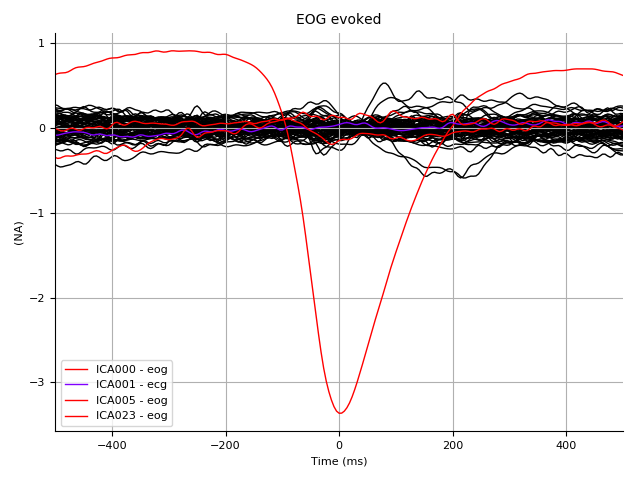 EOG evoked
1
0
−1
−2
−3
(NA)
ICA000 - eog
ICA001 - ecg
ICA005 - eog
ICA023 - eog
−400 −200 0 200 400
Time (ms)